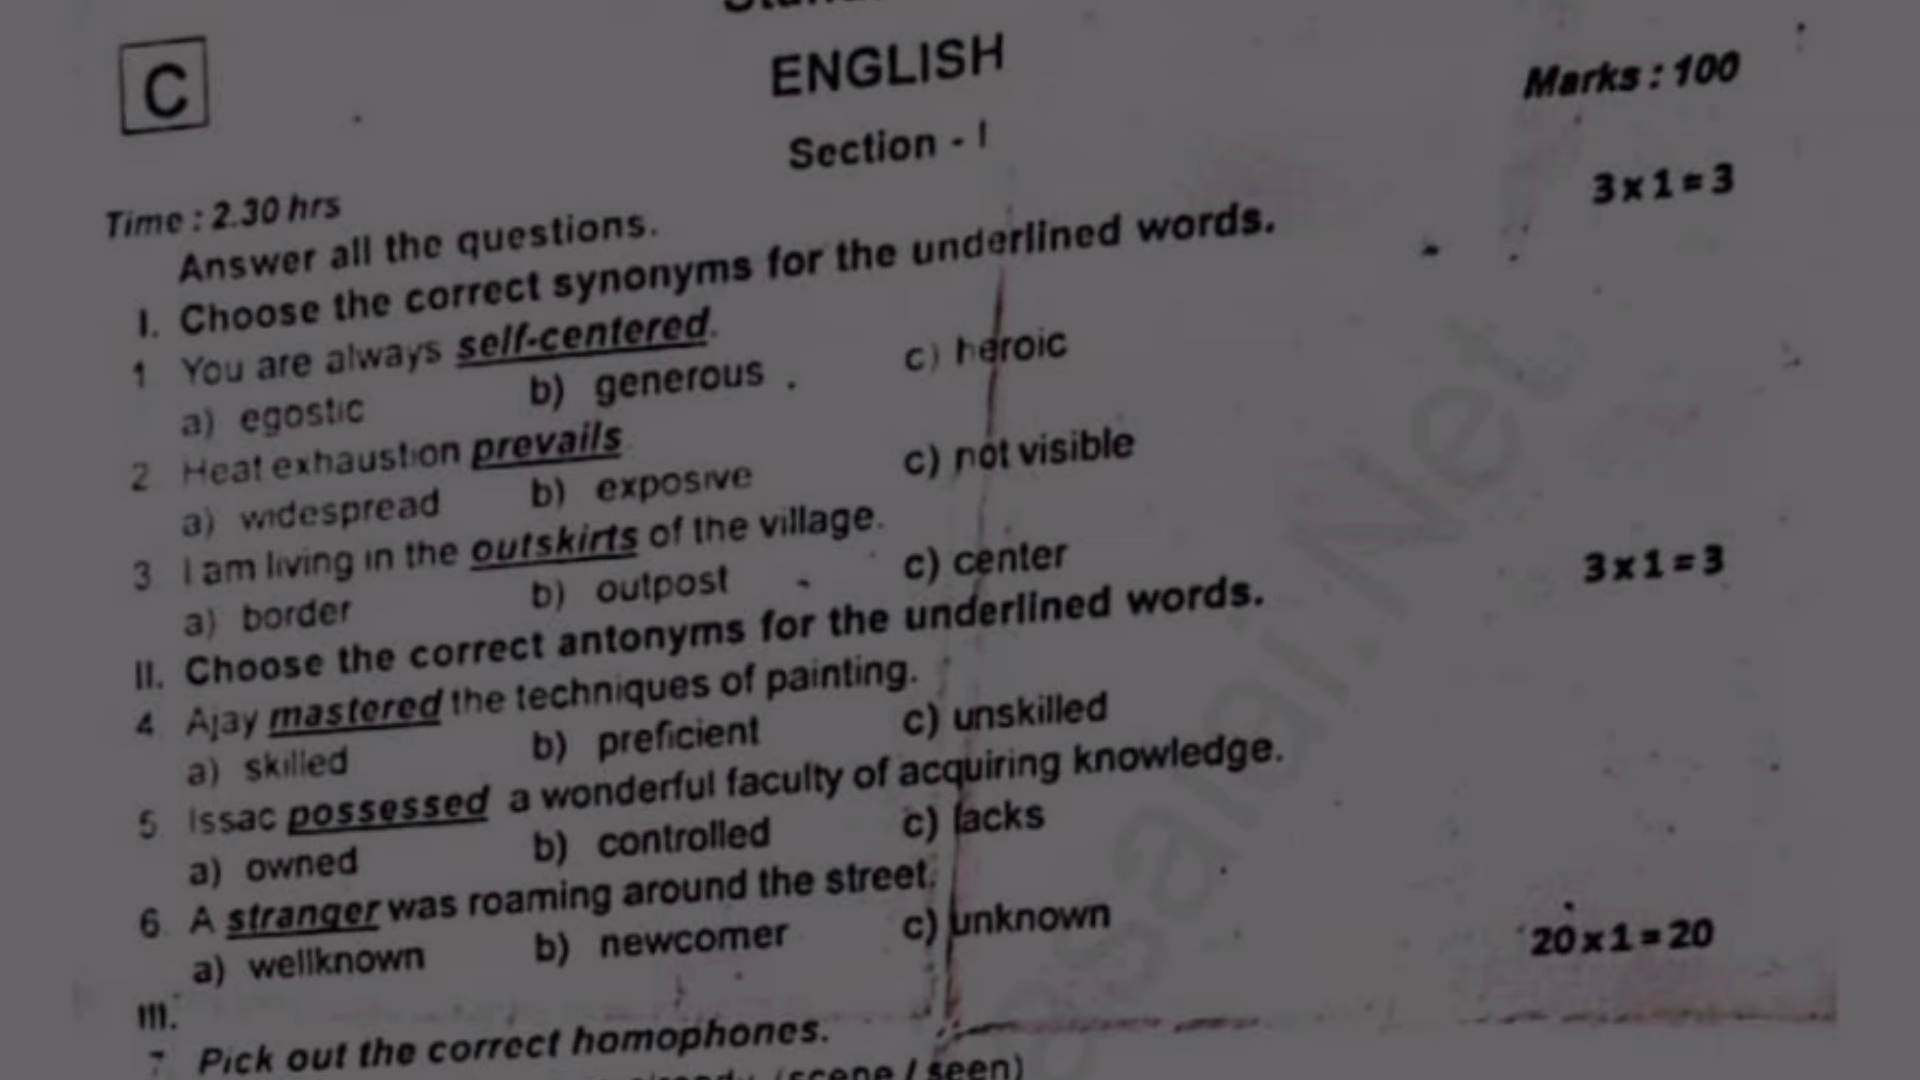 C
ENGLISH
Marks : 100
Section - I
Time : 2.30 hrs
Answer all the questions.
I. Choose the correct synonyms for the underlined words. 3 x 1 = 3
1 You are always self-centered.
a) egostic b) generous . c) heroic
2 Heat exhaustion prevails
a) widespread b) exposive c) not visible
3 I am living in the outskirts of the village.
a) border b) outpost c) center
II. Choose the correct antonyms for the underlined words. 3 x 1 = 3
4 Ajay mastered the techniques of painting.
a) skilled b) preficient c) unskilled
5 Issac possessed a wonderful faculty of acquiring knowledge.
a) owned b) controlled c) lacks
6 A stranger was roaming around the street.
a) wellknown b) newcomer c) unknown
III. 20 x 1 = 20
7 Pick out the correct homophones.
(scene / seen)